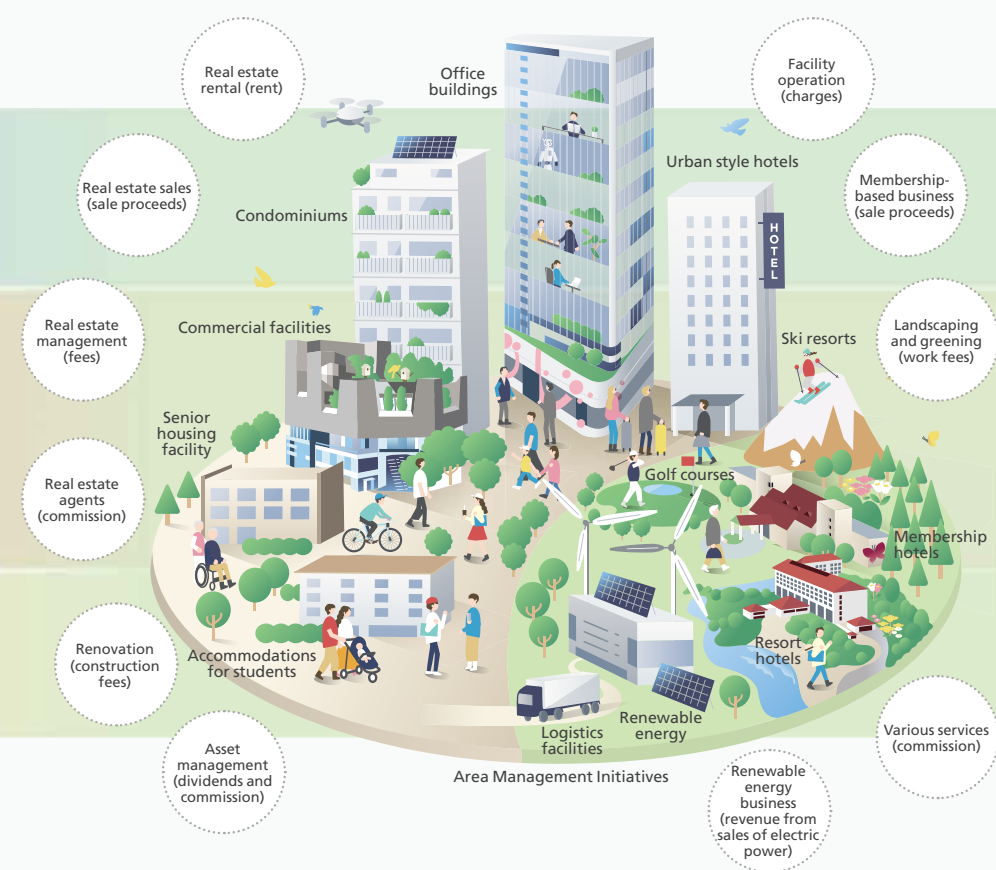 Real estate
rental (rent)
Office
buildings
Facility
operation
(charges)
Real estate sales
(sale proceeds)
Condominiums
Urban style hotels
Membership-
based business
(sale proceeds)
HOTEL
Real estate
management
(fees)
Commercial facilities
Ski resorts
Landscaping
and greening
(work fees)
Senior
housing
facility
Real estate
agents
(commission)
Golf courses
Membership
hotels
Renovation
(construction
fees)
Accommodations
for students
Resort
hotels
Logistics
facilities
Renewable
energy
Various services
(commission)
Asset
management
(dividends and
commission)
Area Management Initiatives
Renewable
energy
business
(revenue from
sales of electric
power)